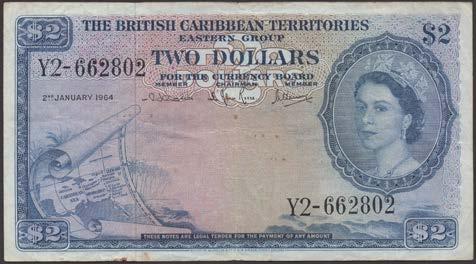 $2
THE BRITISH CARIBBEAN TERRITORIES
$2
EASTERN GROUP
TWO DOLLARS
Y2-662802
FOR THE CURRENCY BOARD
MEMBER CHAIRMAN MEMBER
2ND JANUARY 1964
Y2-662802
$2
THESE NOTES ARE LEGAL TENDER FOR THE PAYMENT OF ANY AMOUNT
$2